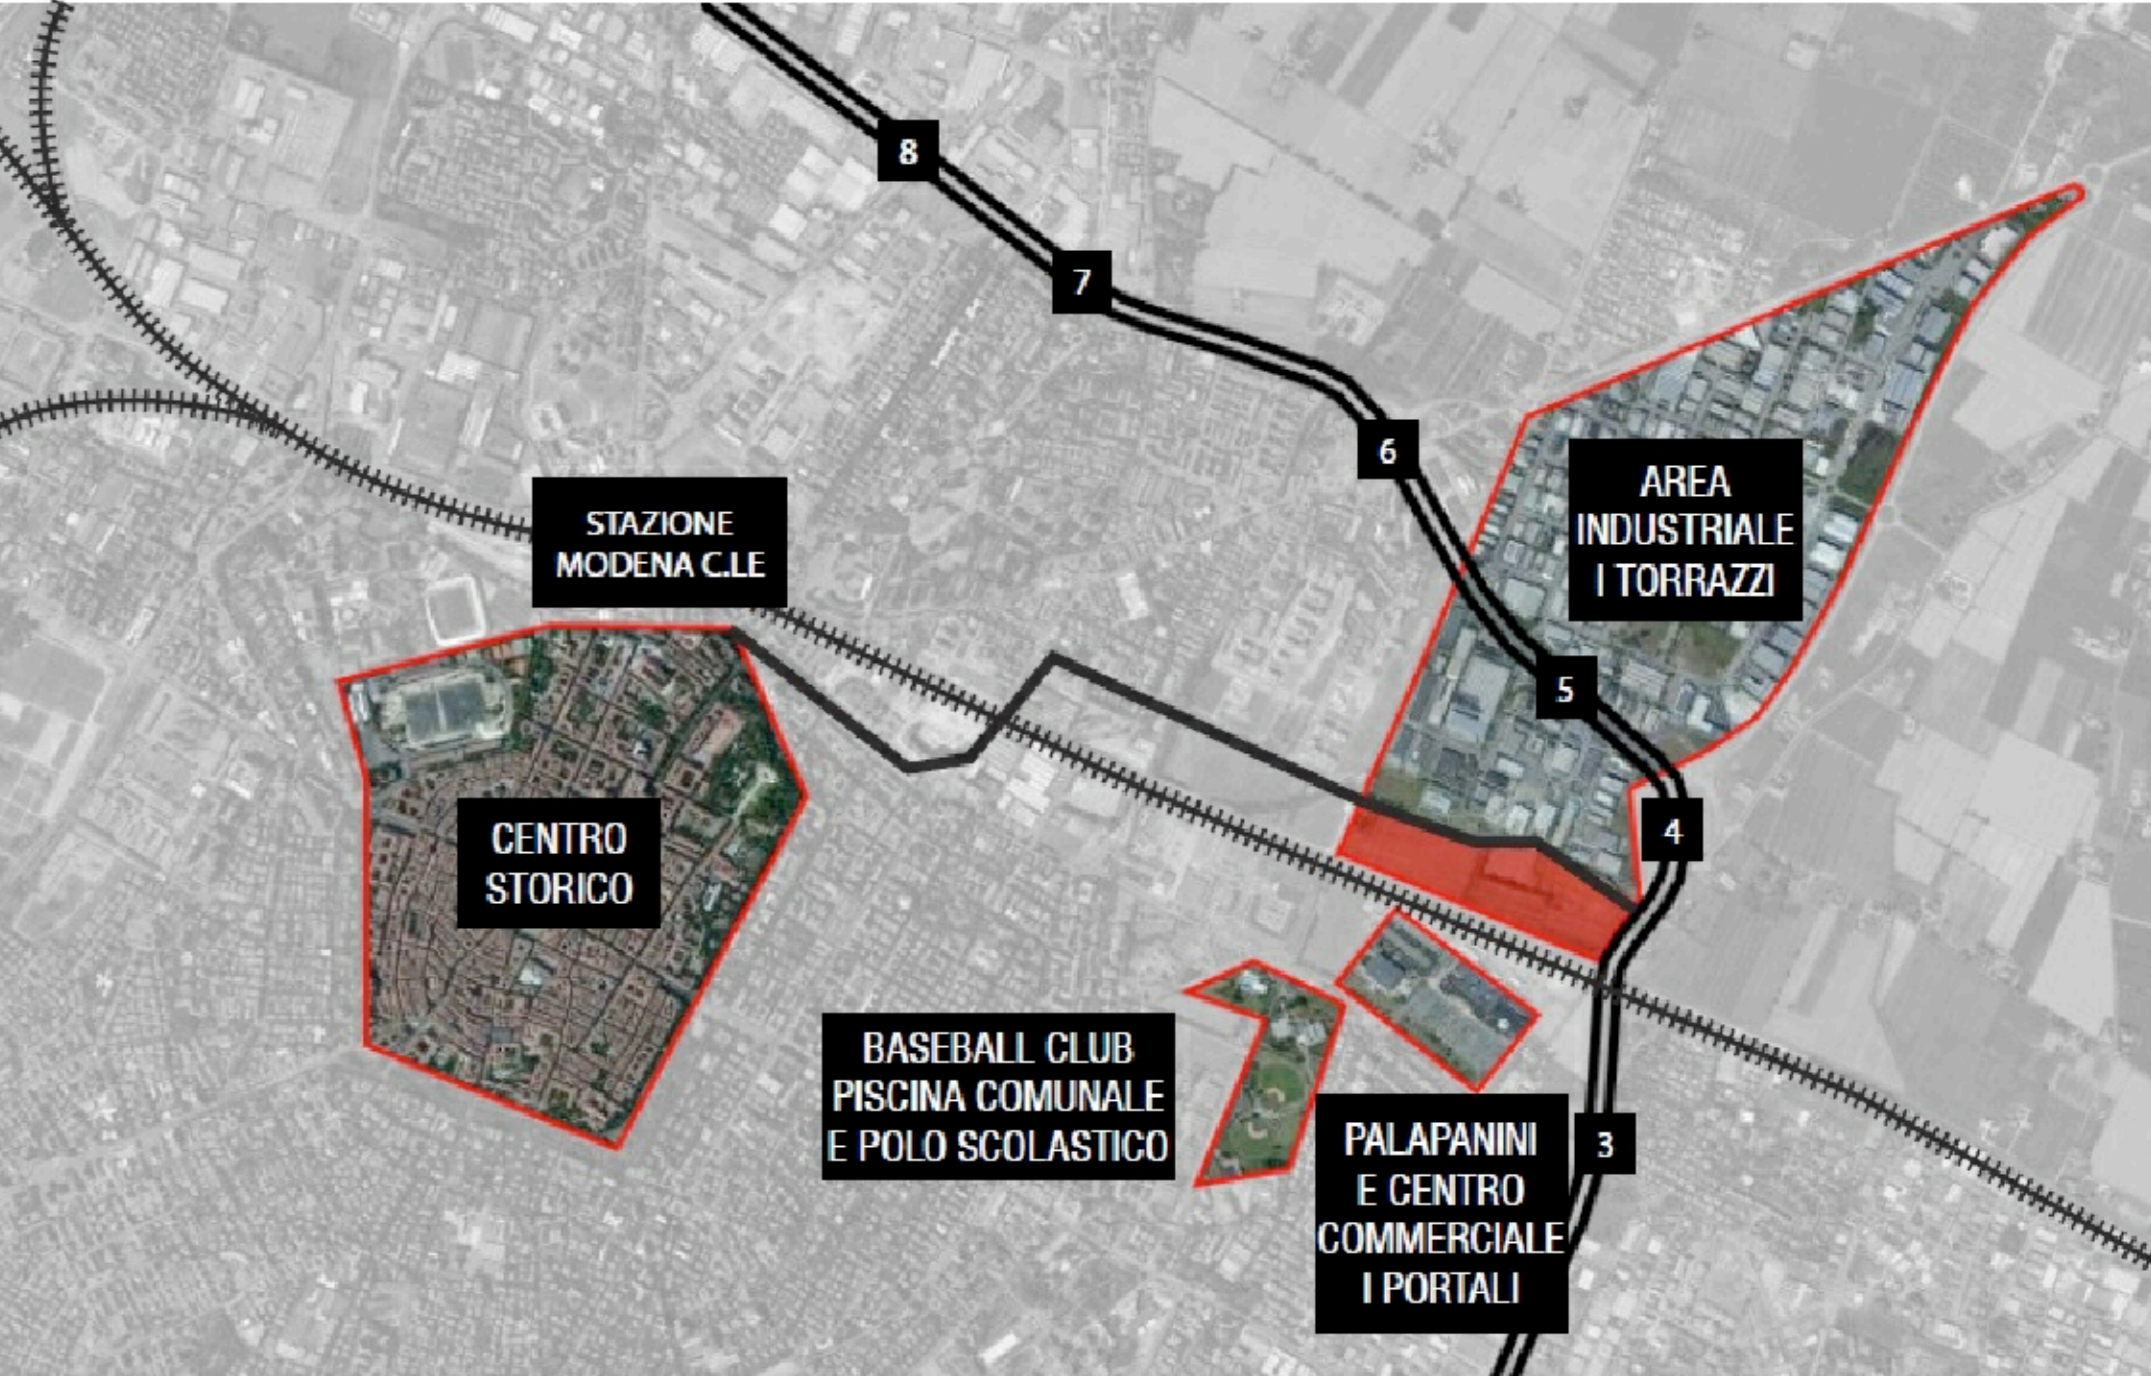 8
7
6
AREA
INDUSTRIALE
I TORRAZZI
STAZIONE
MODENA C.LE
5
4
CENTRO
STORICO
BASEBALL CLUB
PISCINA COMUNALE
E POLO SCOLASTICO
PALAPANINI
E CENTRO
COMMERCIALE
I PORTALI
3